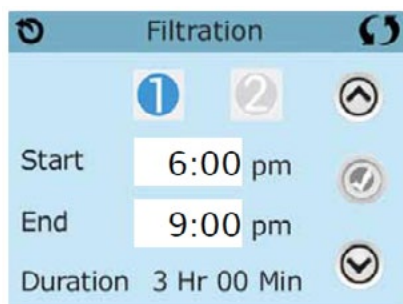 Filtration
1 2
Start 6:00 pm
End 9:00 pm
Duration 3 Hr 00 Min